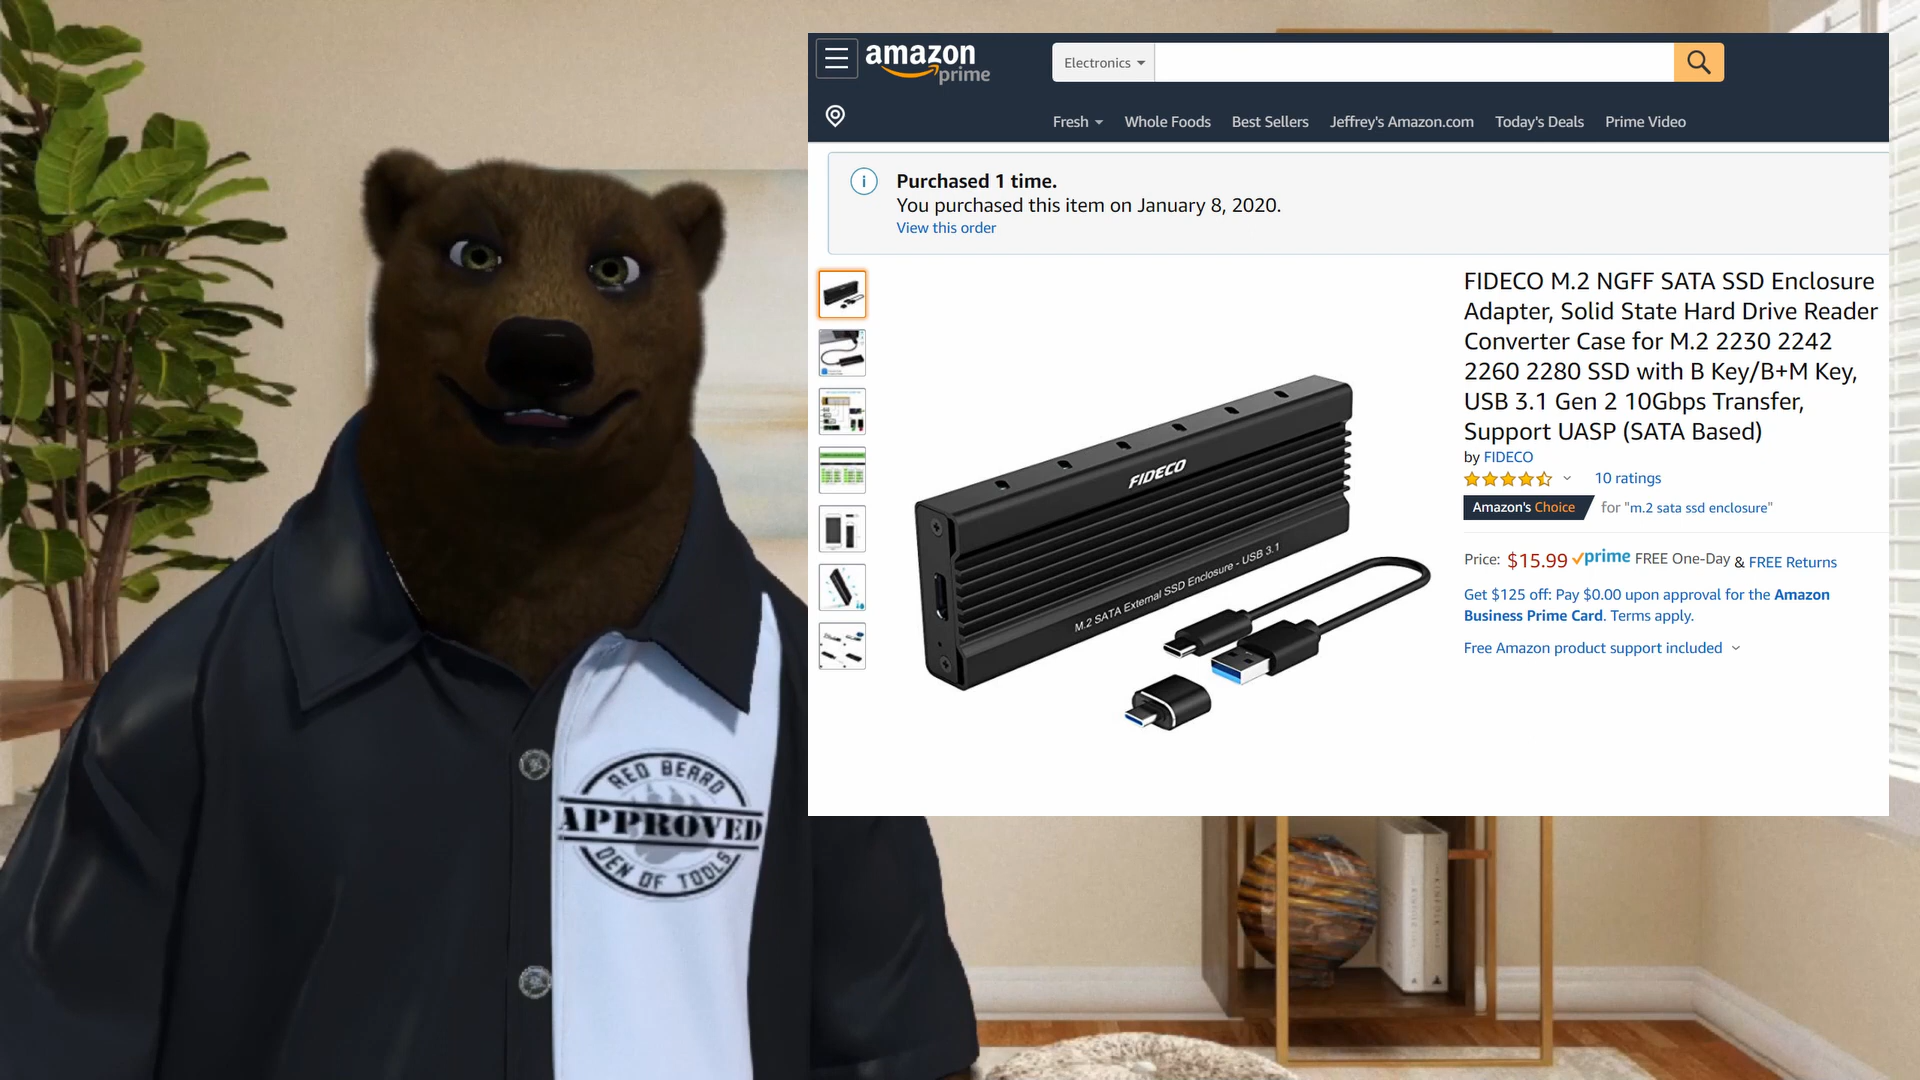 amazon
prime
Electronics
Fresh
Whole Foods
Best Sellers
Jeffrey's Amazon.com
Today's Deals
Prime Video
Purchased 1 time.
You purchased this item on January 8, 2020.
View this order
FIDECO M.2 NGFF SATA SSD Enclosure
Adapter, Solid State Hard Drive Reader
Converter Case for M.2 2230 2242
2260 2280 SSD with B Key/B+M Key,
USB 3.1 Gen 2 10Gbps Transfer,
Support UASP (SATA Based)
by FIDECO
10 ratings
Amazon's Choice for "m.2 sata ssd enclosure"
Price: $15.99 prime FREE One-Day & FREE Returns
Get $125 off: Pay $0.00 upon approval for the Amazon
Business Prime Card. Terms apply.
Free Amazon product support included
FIDECO
M.2 SATA External SSD Enclosure - USB 3.1
RED BEARD
APPROVED
DEN OF TOOLS